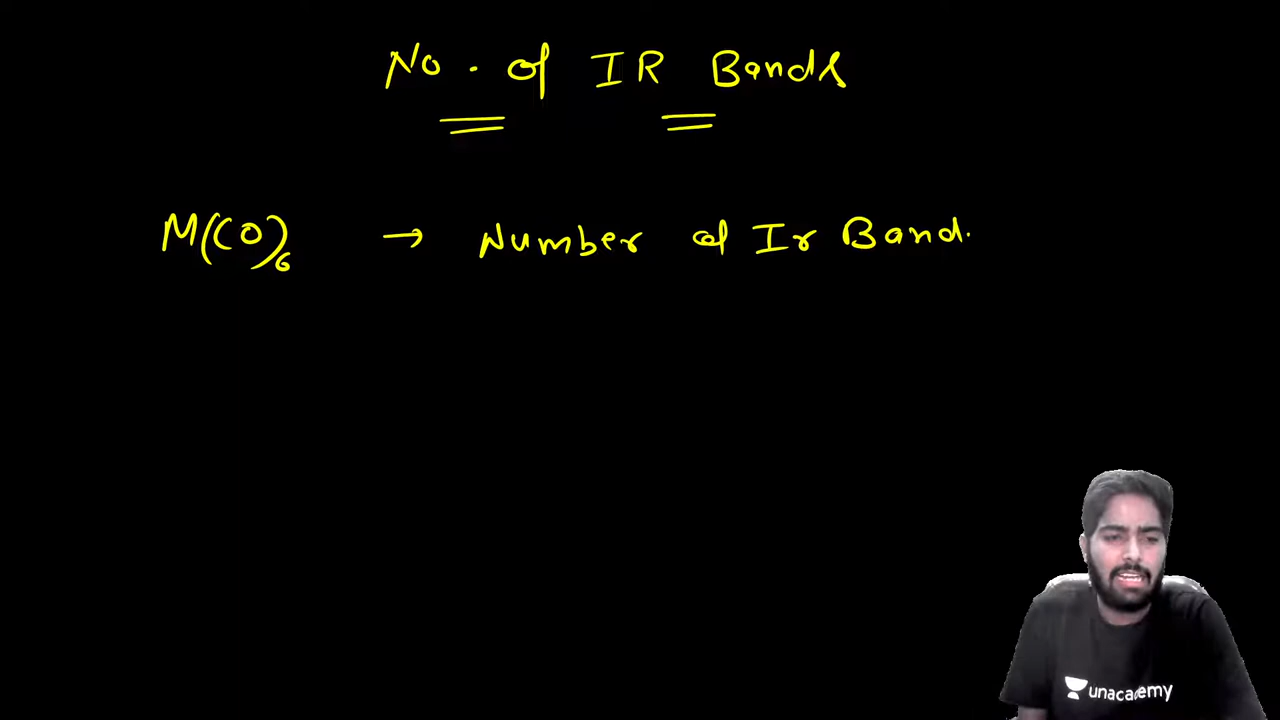 No. of IR Bands
M(CO)6 → Number of Ir Band.
unacademy